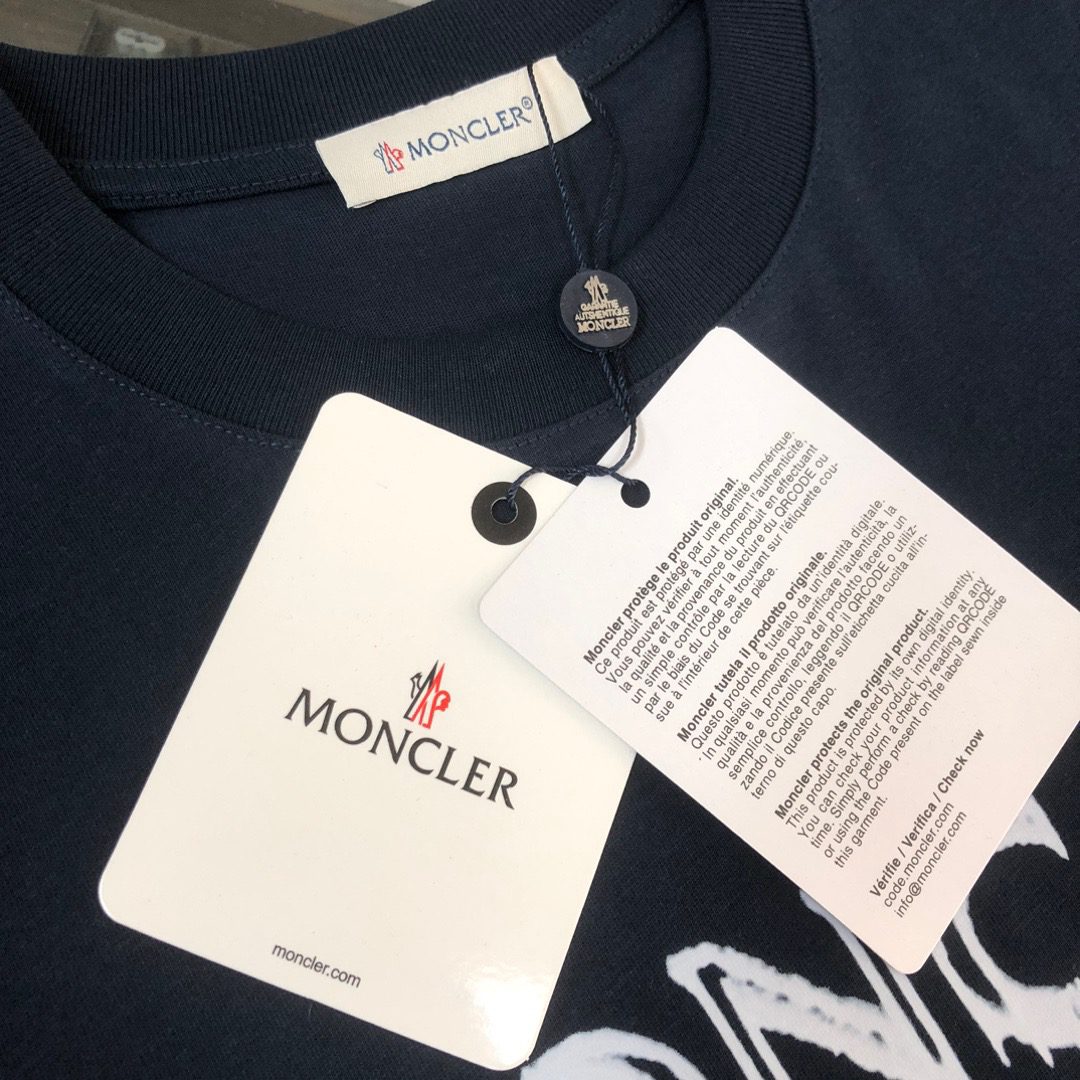 MONCLER®
GARANTIE
AUTSHENTIQUE
MONCLER
MONCLER
moncler.com
Moncler protège le produit original.
Ce produit est protégé par une identité numérique.
Vous pouvez vérifier à tout moment l'authenticité,
la qualité et la provenance du produit en effectuant
un simple contrôle par la lecture du QRCODE ou
par le biais du Code se trouvant sur l'étiquette cou-
sue à l'intérieur de cette pièce.
Moncler tutela il prodotto originale.
Questo prodotto è tutelato da un'identità digitale.
In qualsiasi momento può verificare l'autenticità, la
qualità e la provenienza del prodotto facendo un
semplice controllo, leggendo il QRCODE o utiliz-
zando il Codice presente sull'etichetta cucita all'in-
terno di questo capo.
Moncler protects the original product.
This product is protected by its own digital identity.
You can check your product information at any
time. Simply perform a check by reading QRCODE
or using the Code present on the label sewn inside
this garment.
Vérifie / Verifica / Check now
code.moncler.com
info@moncler.com